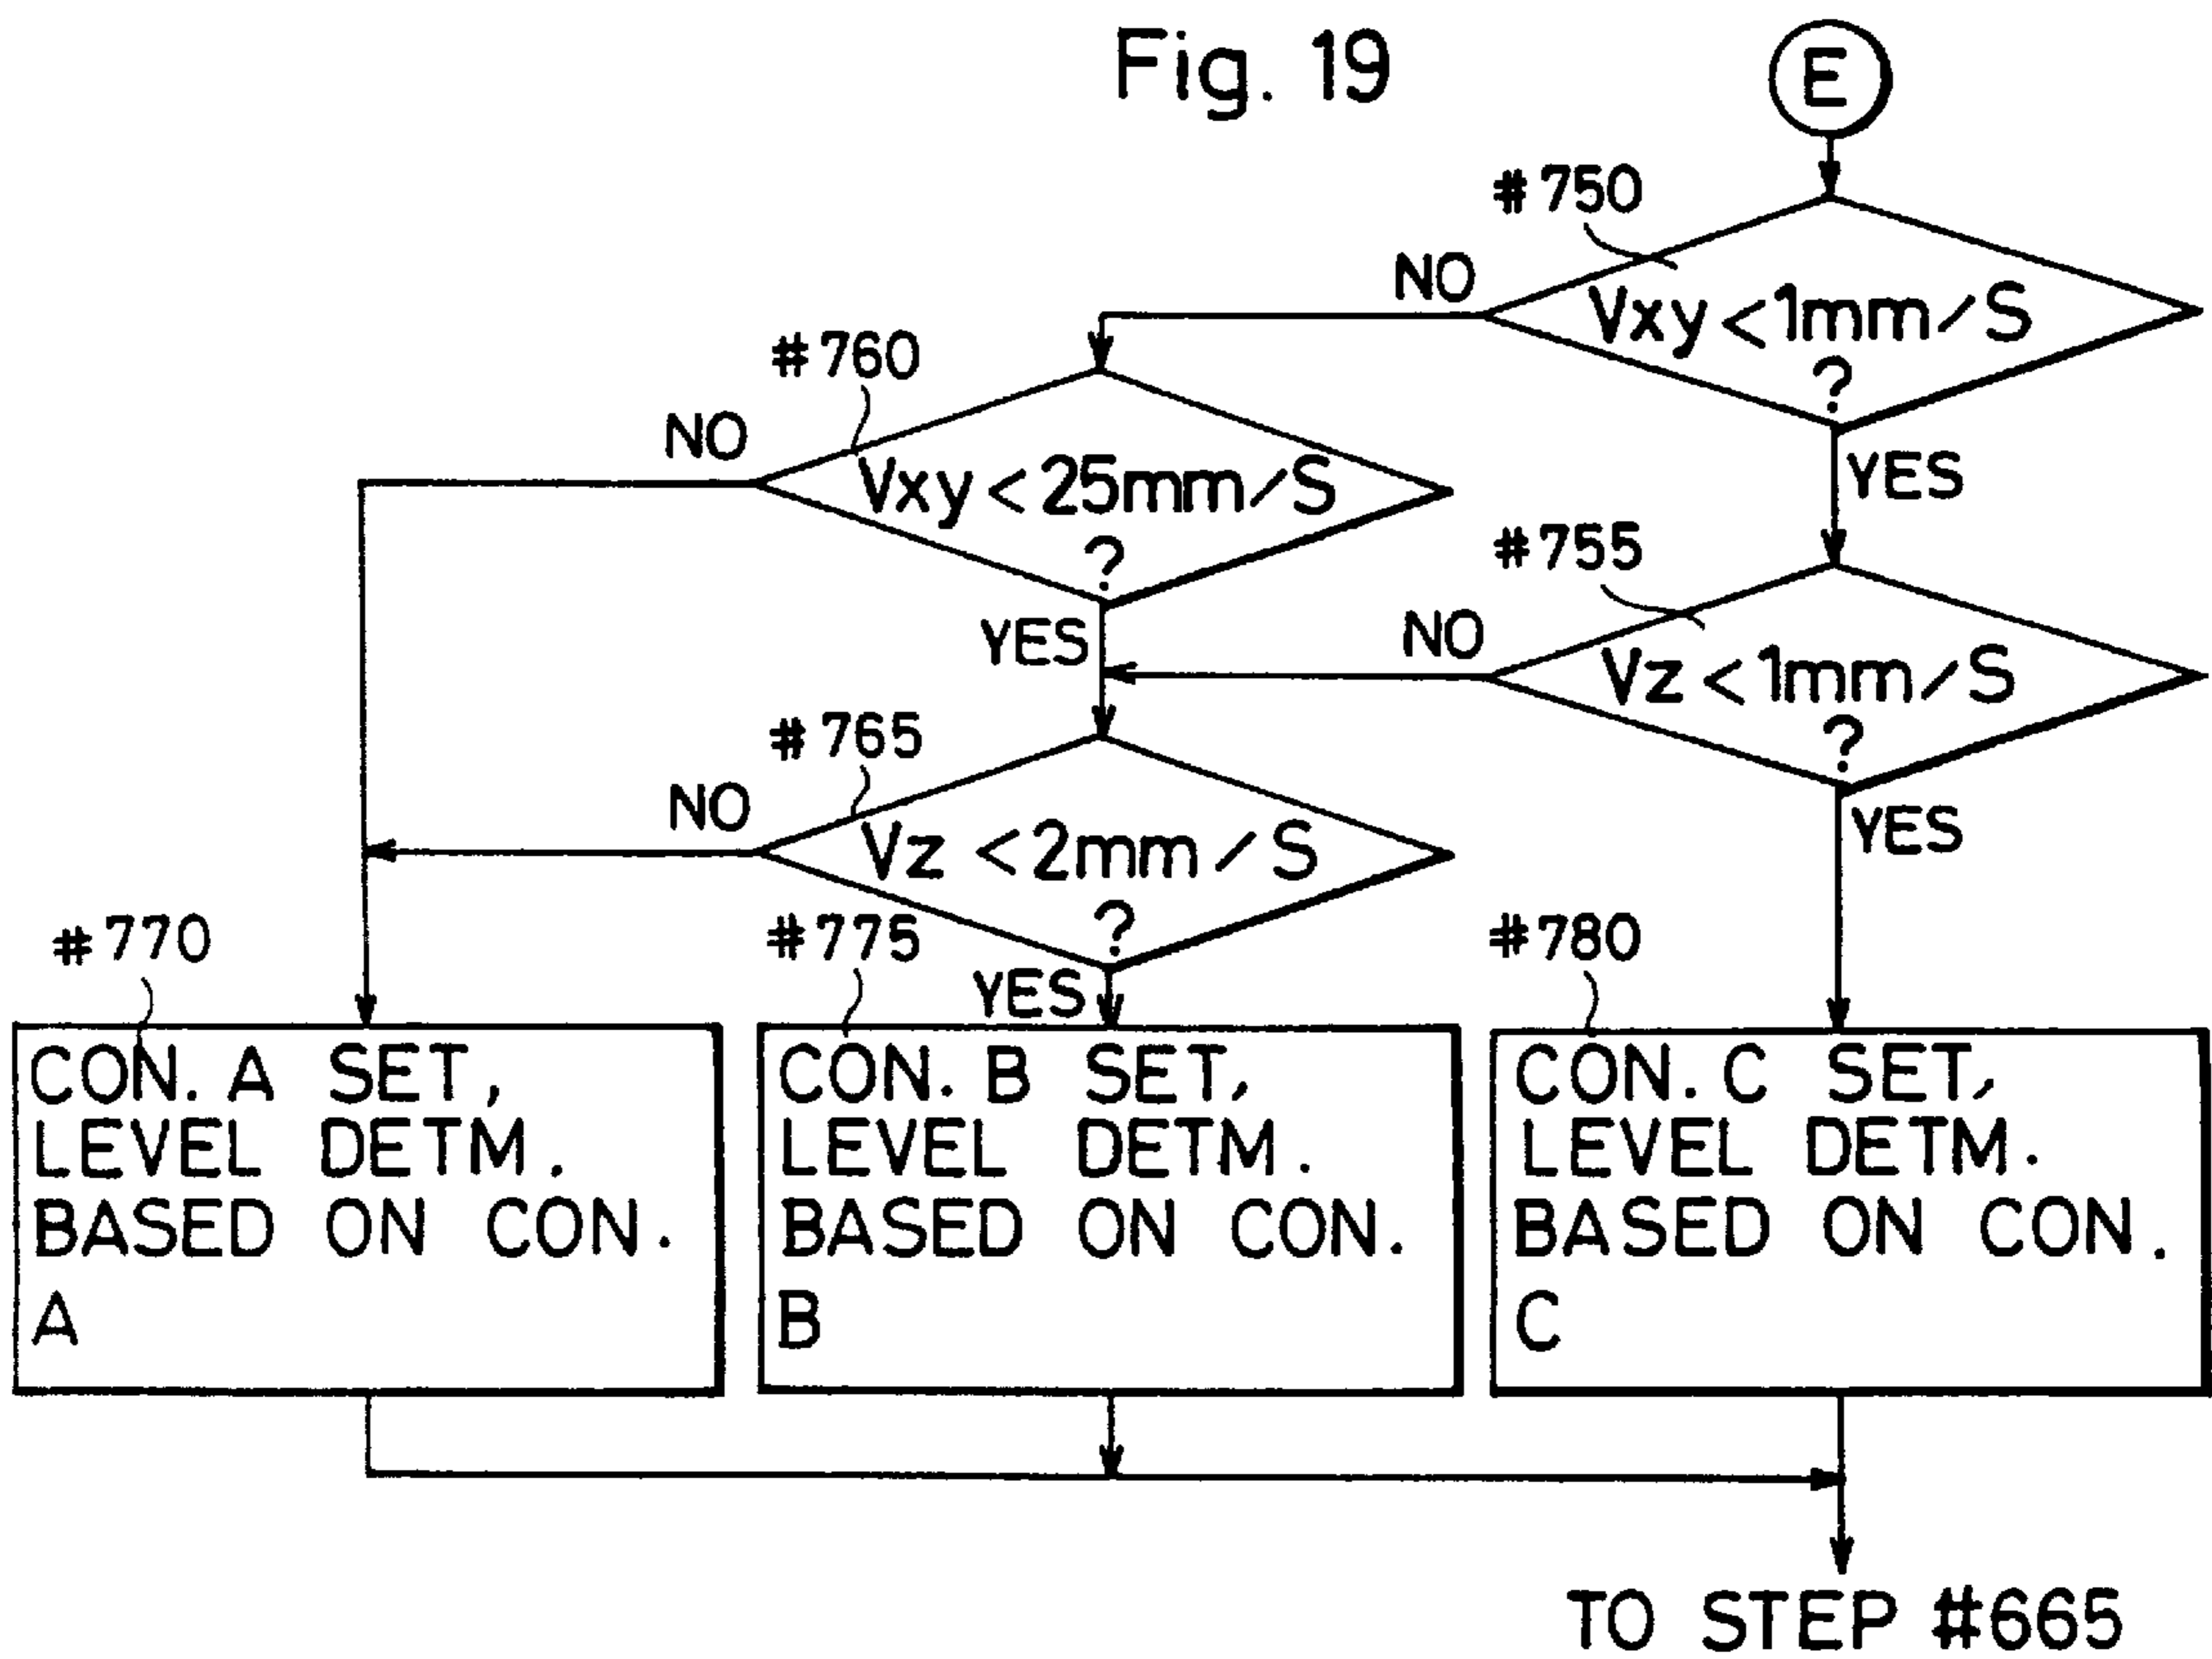 Fig. 19
E
#750
NO
Vxy<1mm/S
?
YES
#760
NO
Vxy<25mm/S
?
YES
#755
NO
Vz<1mm/S
?
YES
#765
NO
Vz <2mm/S
?
YES
#770
CON. A SET,
LEVEL DETM.
BASED ON CON.
A
#775
CON. B SET,
LEVEL DETM.
BASED ON CON.
B
#780
CON. C SET,
LEVEL DETM.
BASED ON CON.
C
TO STEP #665